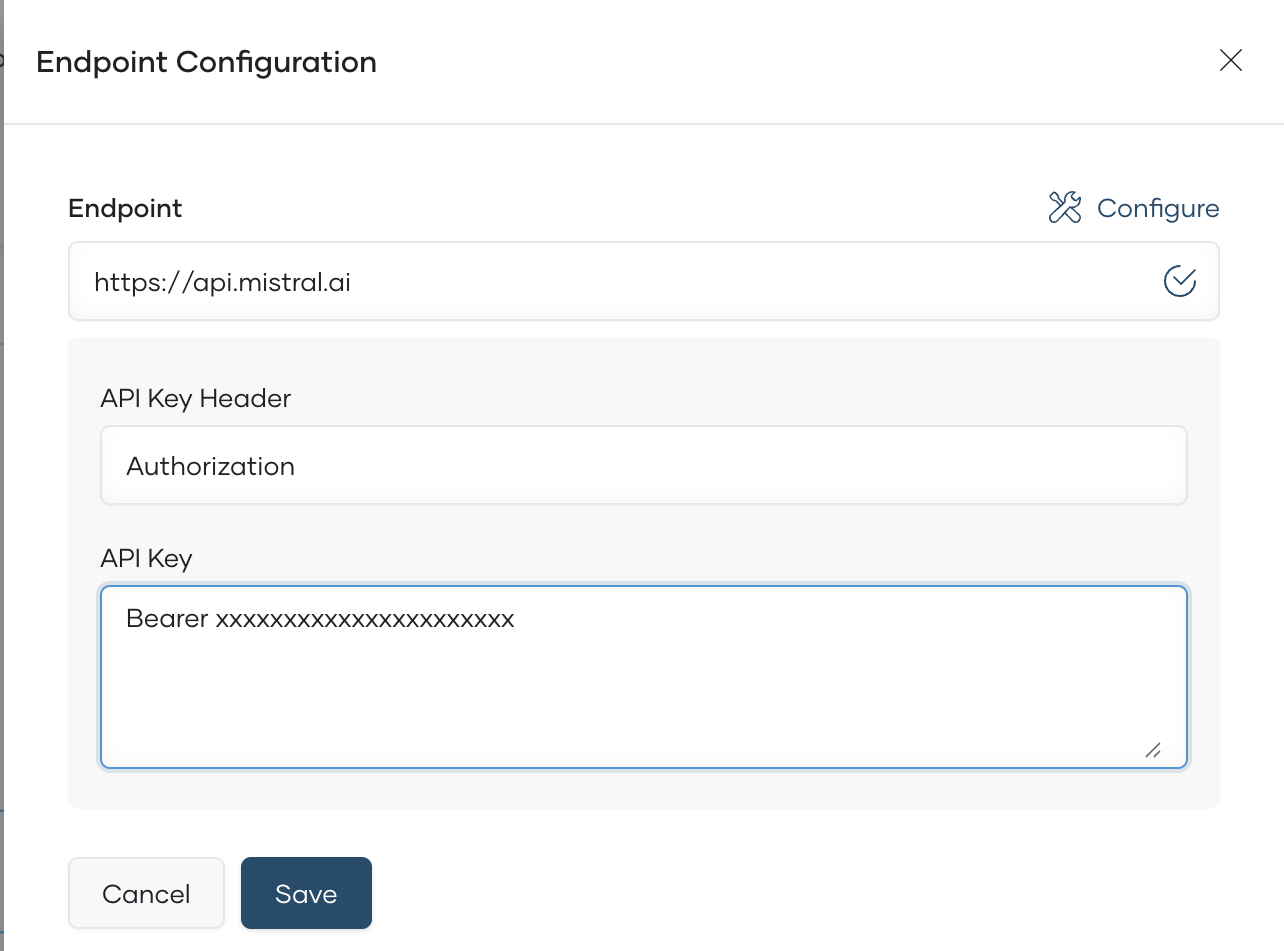 Endpoint Configuration
Endpoint
Configure
https://api.mistral.ai
API Key Header
Authorization
API Key
Bearer xxxxxxxxxxxxxxxxxxxxxx
Cancel
Save